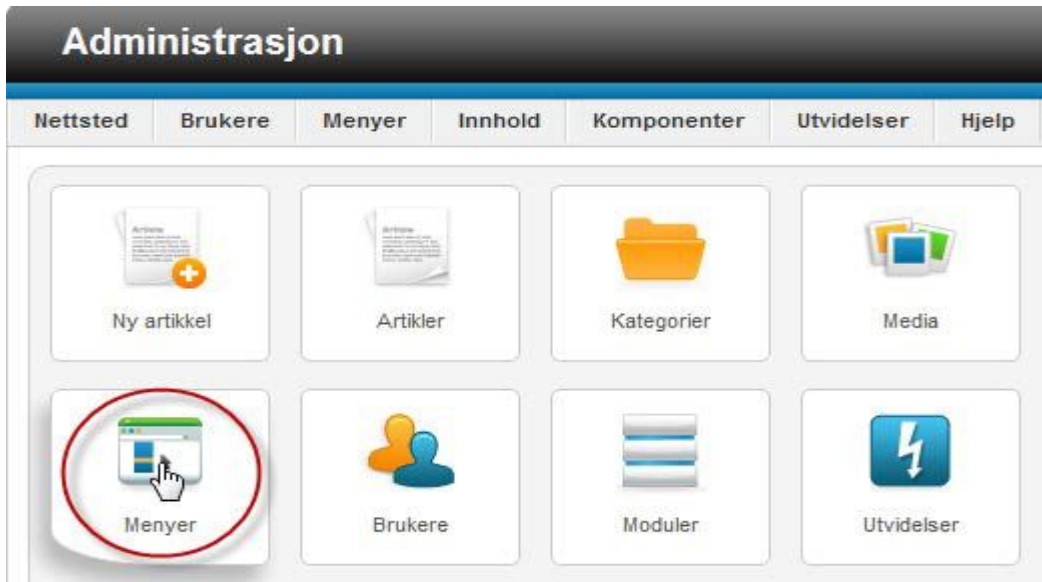 Administrasjon
Nettsted Brukere Menyer Innhold Komponenter Utvidelser Hjelp
Ny artikkel Artikler Kategorier Media
Menyer Brukere Moduler Utvidelser